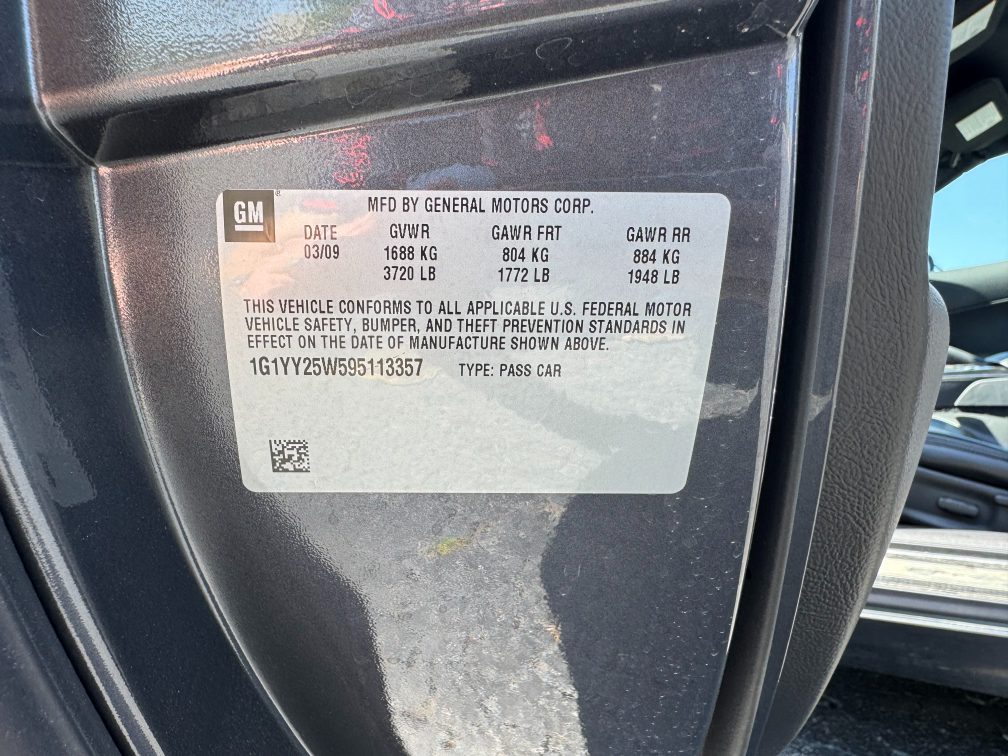 GM ®
MFD BY GENERAL MOTORS CORP.
DATE GVWR GAWR FRT GAWR RR
03/09 1688 KG 804 KG 884 KG
3720 LB 1772 LB 1948 LB
THIS VEHICLE CONFORMS TO ALL APPLICABLE U.S. FEDERAL MOTOR
VEHICLE SAFETY, BUMPER, AND THEFT PREVENTION STANDARDS IN
EFFECT ON THE DATE OF MANUFACTURE SHOWN ABOVE.
1G1YY25W595113357 TYPE: PASS CAR